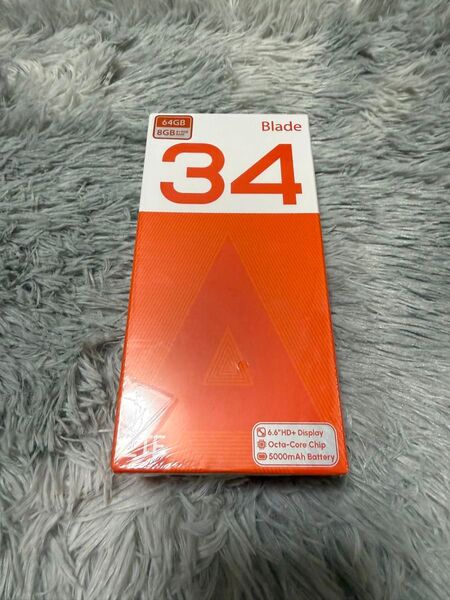 64GB
8GB
Blade
34
6.6"HD+ Display
Octa-Core Chip
5000mAh Battery